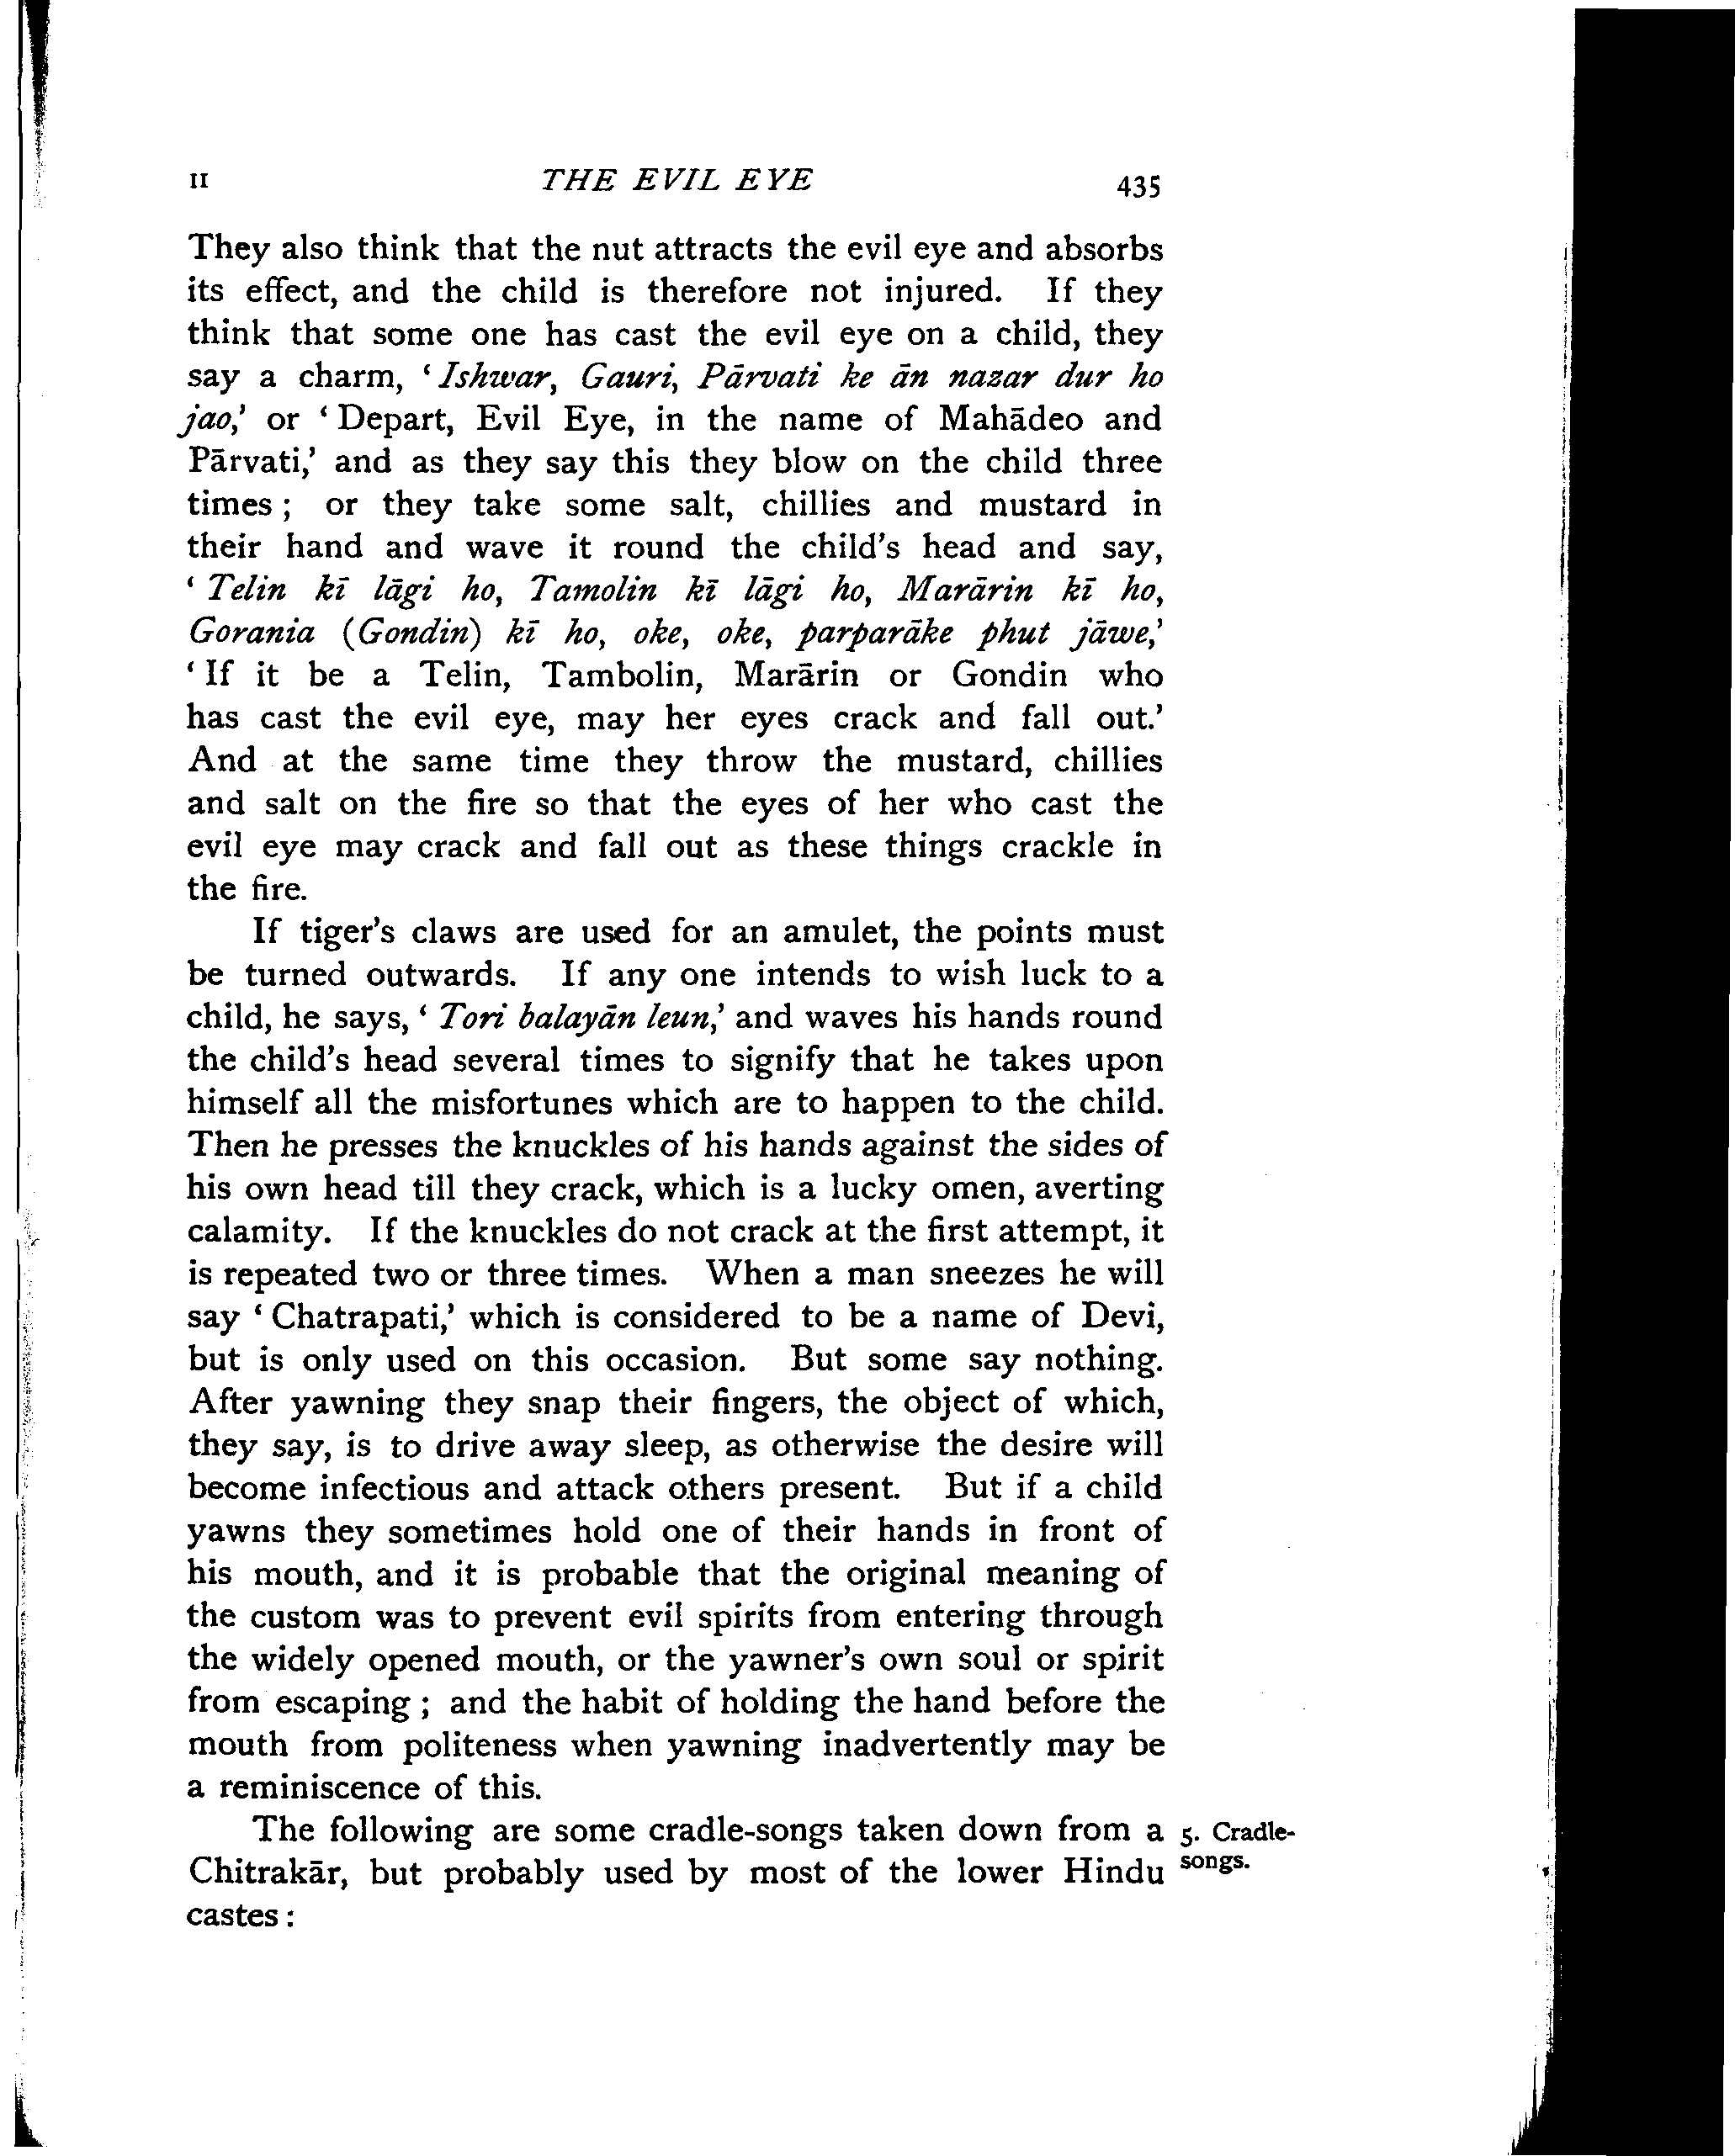 II THE EVIL EYE 435
They also think that the nut attracts the evil eye and absorbs
its effect, and the child is therefore not injured. If they
think that some one has cast the evil eye on a child, they
say a charm, ‘Ishwar, Gauri, Pārvati ke ān nazar dur ho
jao,’ or ‘Depart, Evil Eye, in the name of Mahādeo and
Pārvati,’ and as they say this they blow on the child three
times; or they take some salt, chillies and mustard in
their hand and wave it round the child's head and say,
‘Telin kī lāgi ho, Tamolin kī lāgi ho, Marārin kī ho,
Gorania (Gondin) kī ho, oke, oke, parparāke phut jāwe,’
‘If it be a Telin, Tambolin, Marārin or Gondin who
has cast the evil eye, may her eyes crack and fall out.’
And at the same time they throw the mustard, chillies
and salt on the fire so that the eyes of her who cast the
evil eye may crack and fall out as these things crackle in
the fire.
If tiger's claws are used for an amulet, the points must
be turned outwards. If any one intends to wish luck to a
child, he says, ‘Tori balayān leun,’ and waves his hands round
the child's head several times to signify that he takes upon
himself all the misfortunes which are to happen to the child.
Then he presses the knuckles of his hands against the sides of
his own head till they crack, which is a lucky omen, averting
calamity. If the knuckles do not crack at the first attempt, it
is repeated two or three times. When a man sneezes he will
say ‘Chatrapati,’ which is considered to be a name of Devi,
but is only used on this occasion. But some say nothing.
After yawning they snap their fingers, the object of which,
they say, is to drive away sleep, as otherwise the desire will
become infectious and attack others present. But if a child
yawns they sometimes hold one of their hands in front of
his mouth, and it is probable that the original meaning of
the custom was to prevent evil spirits from entering through
the widely opened mouth, or the yawner's own soul or spirit
from escaping; and the habit of holding the hand before the
mouth from politeness when yawning inadvertently may be
a reminiscence of this.
The following are some cradle-songs taken down from a 5. Cradle-
Chitrakār, but probably used by most of the lower Hindu songs.
castes: